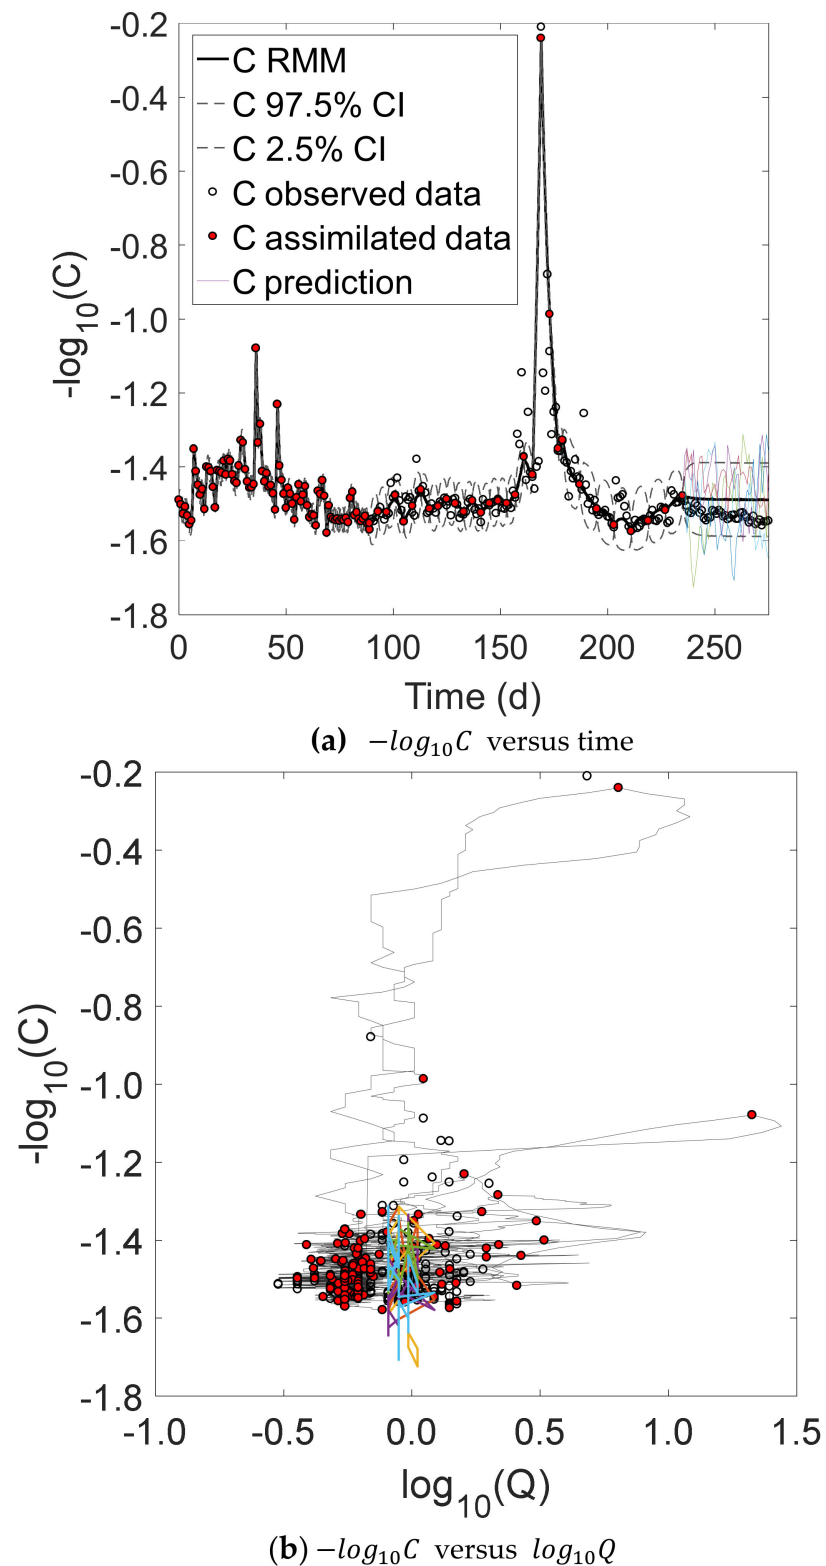 -0.2
-0.4
-0.6
-0.8
-1.0
-1.2
-1.4
-1.6
-1.8
-log10(C)
C RMM
C 97.5% CI
C 2.5% CI
C observed data
C assimilated data
C prediction
0 50 100 150 200 250
Time (d)
(a) −log10C versus time
-0.2
-0.4
-0.6
-0.8
-1.0
-1.2
-1.4
-1.6
-1.8
-log10(C)
-1.0 -0.5 0.0 0.5 1.0 1.5
log10(Q)
(b) −log10C versus log10Q